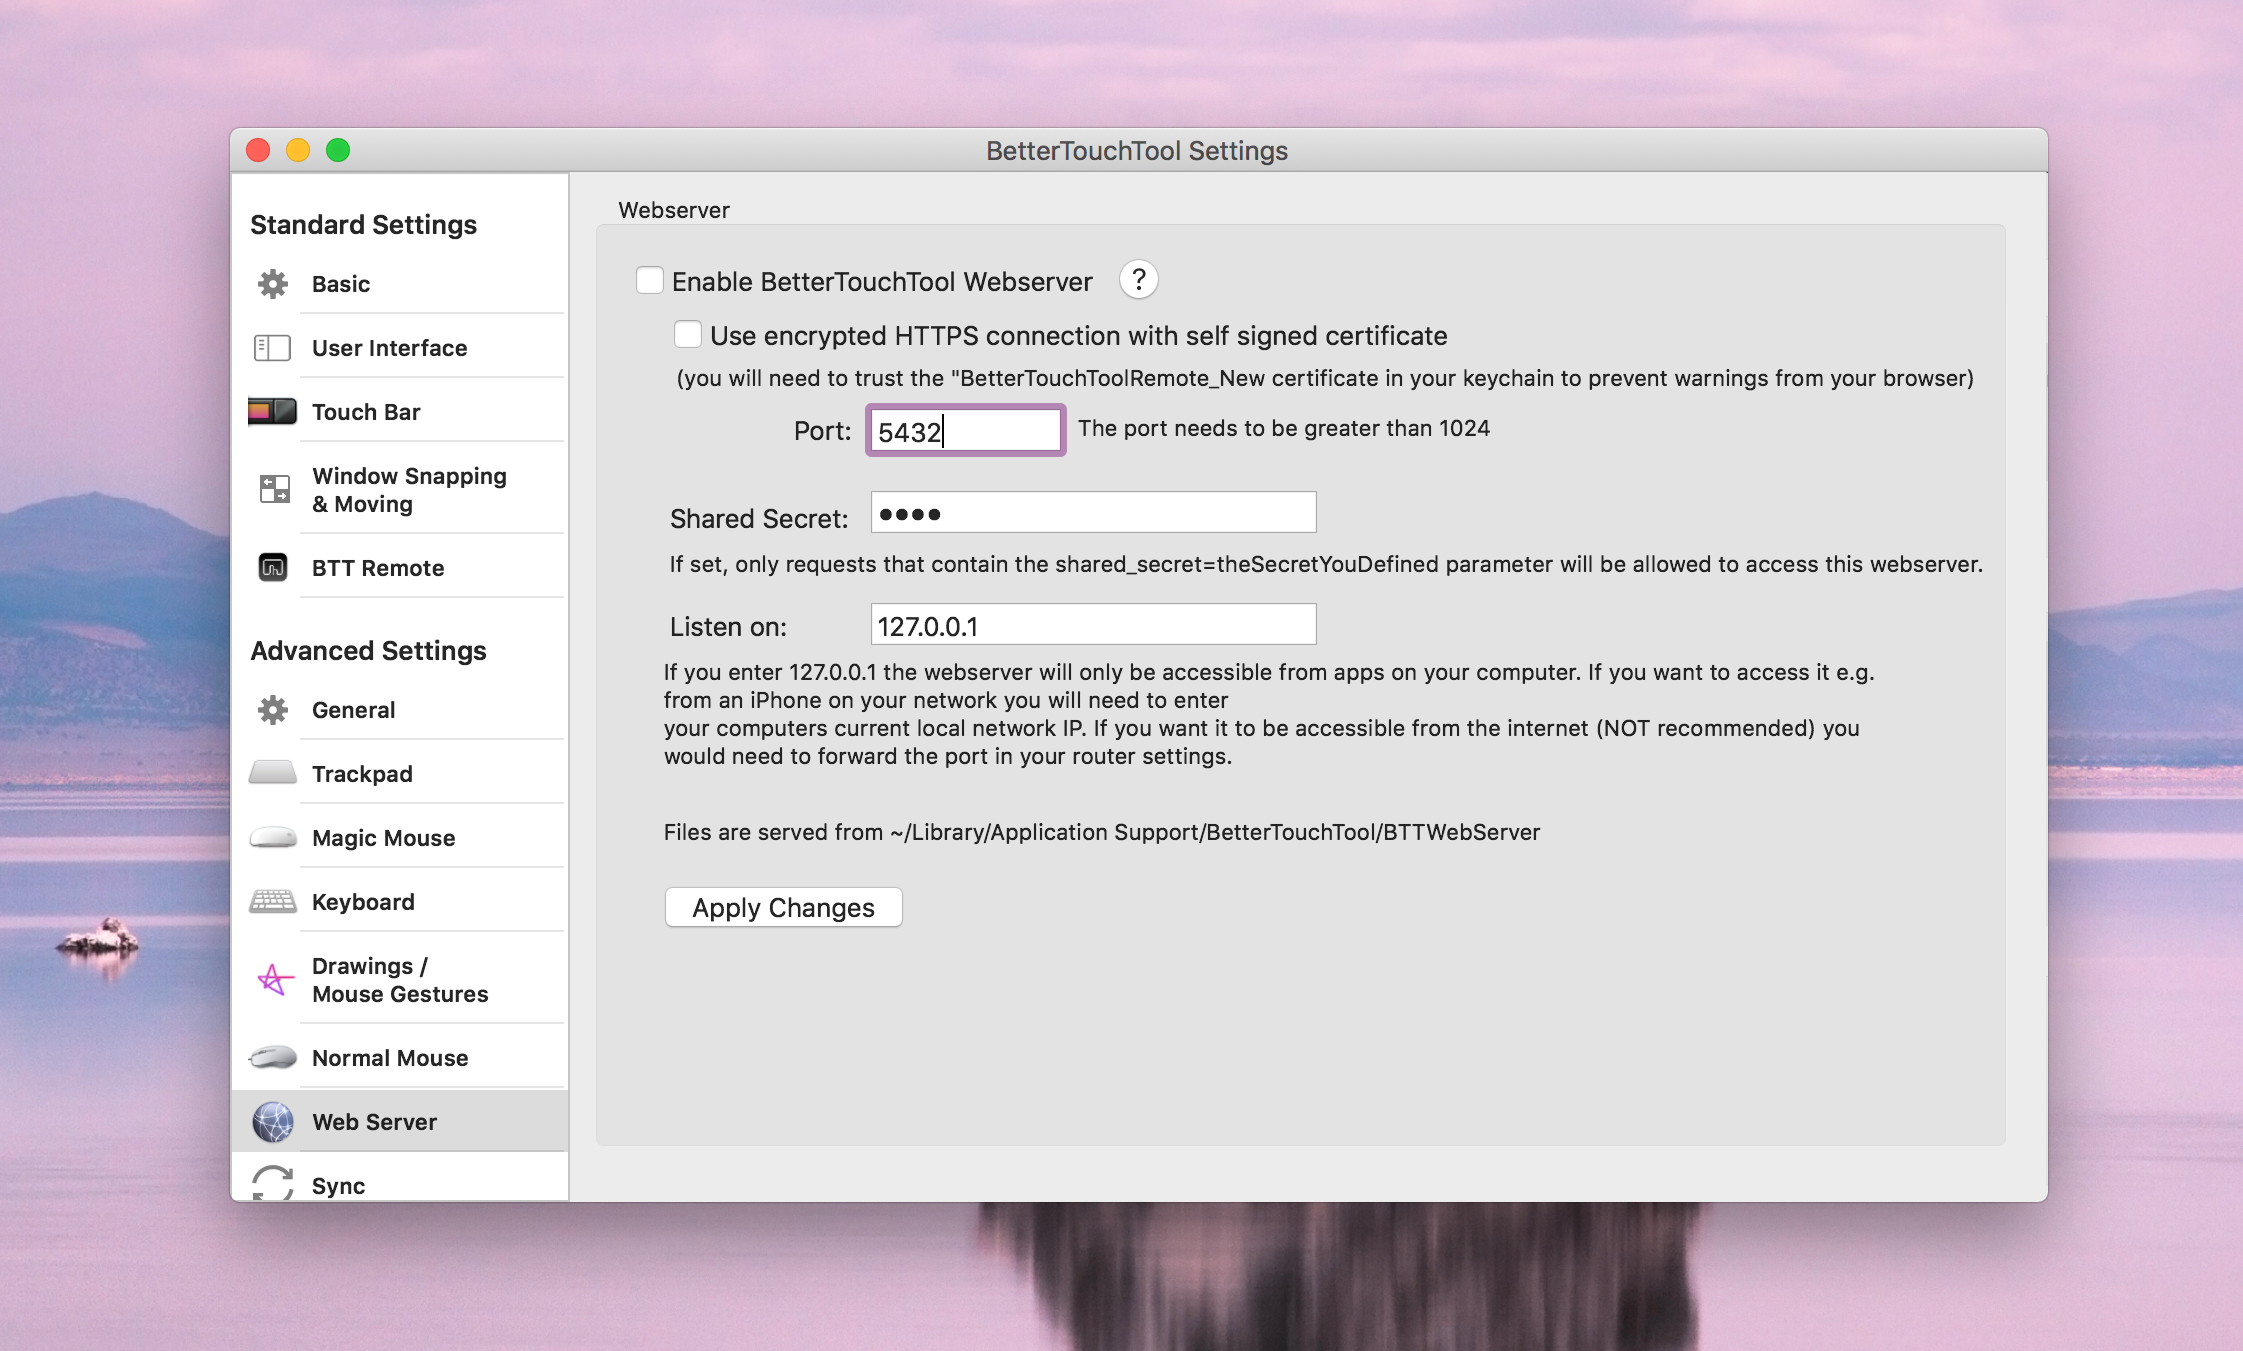 BetterTouchTool Settings
Standard Settings
Basic
User Interface
Touch Bar
Window Snapping
& Moving
BTT Remote
Advanced Settings
General
Trackpad
Magic Mouse
Keyboard
Drawings /
Mouse Gestures
Normal Mouse
Web Server
Sync
Webserver
Enable BetterTouchTool Webserver ?
Use encrypted HTTPS connection with self signed certificate
(you will need to trust the "BetterTouchToolRemote_New certificate in your keychain to prevent warnings from your browser)
Port: 5432 The port needs to be greater than 1024
Shared Secret: ••••
If set, only requests that contain the shared_secret=theSecretYouDefined parameter will be allowed to access this webserver.
Listen on: 127.0.0.1
If you enter 127.0.0.1 the webserver will only be accessible from apps on your computer. If you want to access it e.g.
from an iPhone on your network you will need to enter
your computers current local network IP. If you want it to be accessible from the internet (NOT recommended) you
would need to forward the port in your router settings.
Files are served from ~/Library/Application Support/BetterTouchTool/BTTWebServer
Apply Changes